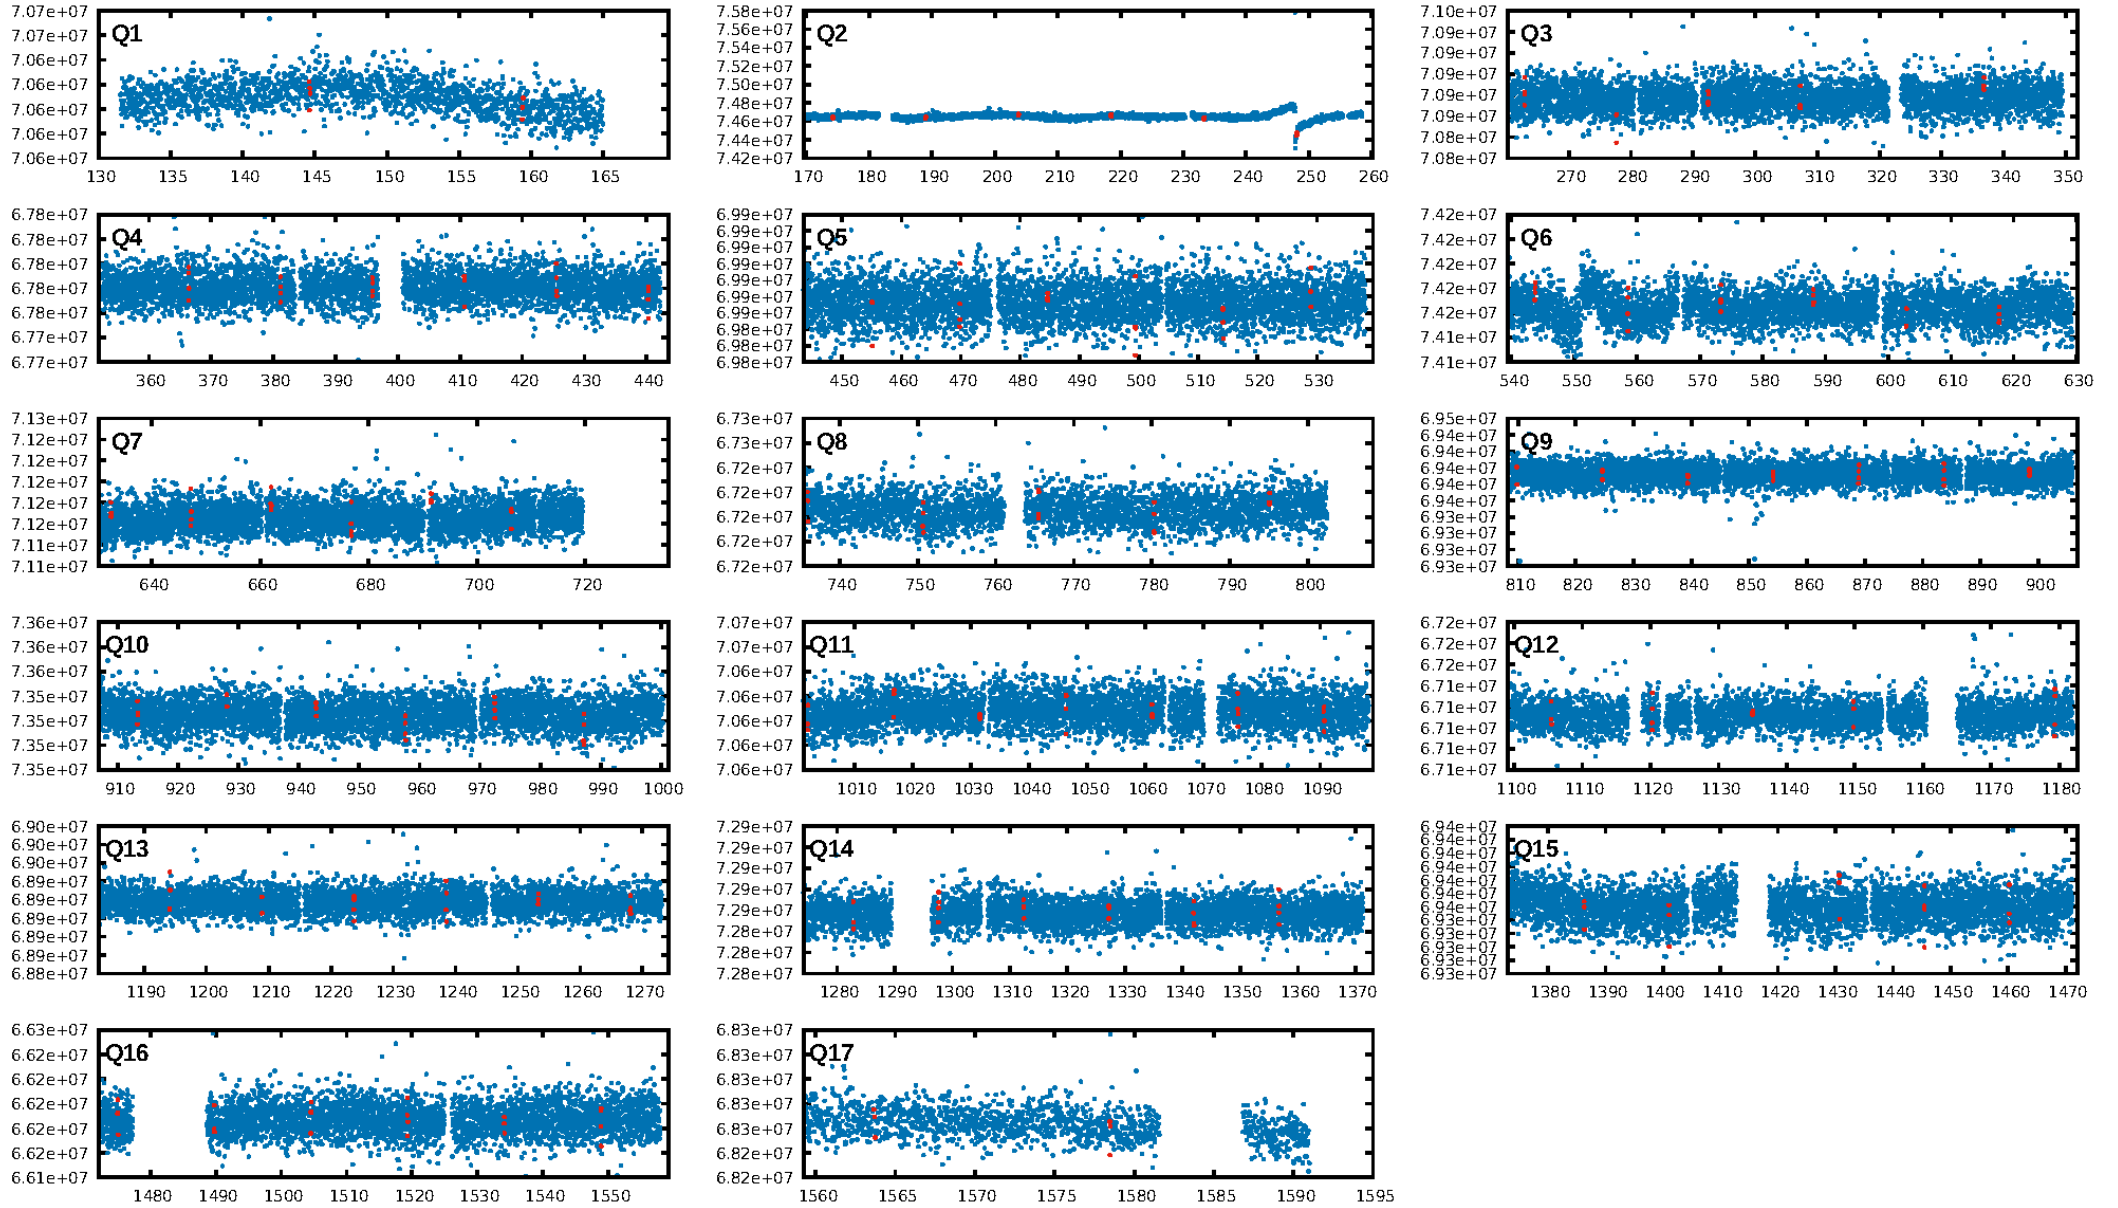 7.07e+07
7.07e+07
7.06e+07
7.06e+07
7.06e+07
7.06e+07
7.06e+07
Q1
130 135 140 145 150 155 160 165
7.58e+07
7.56e+07
7.54e+07
7.52e+07
7.50e+07
7.48e+07
7.46e+07
7.44e+07
7.42e+07
Q2
170 180 190 200 210 220 230 240 250 260
7.10e+07
7.09e+07
7.09e+07
7.09e+07
7.09e+07
7.09e+07
7.08e+07
7.08e+07
Q3
270 280 290 300 310 320 330 340 350
6.78e+07
6.78e+07
6.78e+07
6.78e+07
6.78e+07
6.77e+07
6.77e+07
Q4
360 370 380 390 400 410 420 430 440
6.99e+07
6.99e+07
6.99e+07
6.99e+07
6.99e+07
6.99e+07
6.99e+07
6.98e+07
6.98e+07
6.98e+07
Q5
450 460 470 480 490 500 510 520 530
7.42e+07
7.42e+07
7.42e+07
7.42e+07
7.42e+07
7.41e+07
7.41e+07
Q6
540 550 560 570 580 590 600 610 620 630
7.13e+07
7.12e+07
7.12e+07
7.12e+07
7.12e+07
7.12e+07
7.11e+07
7.11e+07
Q7
640 660 680 700 720
6.73e+07
6.73e+07
6.72e+07
6.72e+07
6.72e+07
6.72e+07
6.72e+07
Q8
740 750 760 770 780 790 800
6.95e+07
6.94e+07
6.94e+07
6.94e+07
6.94e+07
6.94e+07
6.93e+07
6.93e+07
6.93e+07
6.93e+07
Q9
810 820 830 840 850 860 870 880 890 900
7.36e+07
7.36e+07
7.36e+07
7.35e+07
7.35e+07
7.35e+07
7.35e+07
Q10
910 920 930 940 950 960 970 980 990 1000
7.07e+07
7.07e+07
7.06e+07
7.06e+07
7.06e+07
7.06e+07
7.06e+07
Q11
1010 1020 1030 1040 1050 1060 1070 1080 1090
6.72e+07
6.72e+07
6.72e+07
6.71e+07
6.71e+07
6.71e+07
6.71e+07
6.71e+07
Q12
1100 1110 1120 1130 1140 1150 1160 1170 1180
6.90e+07
6.90e+07
6.90e+07
6.89e+07
6.89e+07
6.89e+07
6.89e+07
6.89e+07
6.88e+07
Q13
1190 1200 1210 1220 1230 1240 1250 1260 1270
7.29e+07
7.29e+07
7.29e+07
7.29e+07
7.29e+07
7.28e+07
7.28e+07
7.28e+07
Q14
1280 1290 1300 1310 1320 1330 1340 1350 1360 1370
6.94e+07
6.94e+07
6.94e+07
6.94e+07
6.94e+07
6.94e+07
6.94e+07
6.93e+07
6.93e+07
6.93e+07
6.93e+07
6.93e+07
Q15
1380 1390 1400 1410 1420 1430 1440 1450 1460 1470
6.63e+07
6.62e+07
6.62e+07
6.62e+07
6.62e+07
6.62e+07
6.61e+07
Q16
1480 1490 1500 1510 1520 1530 1540 1550
6.83e+07
6.83e+07
6.83e+07
6.83e+07
6.83e+07
6.82e+07
6.82e+07
Q17
1560 1565 1570 1575 1580 1585 1590 1595